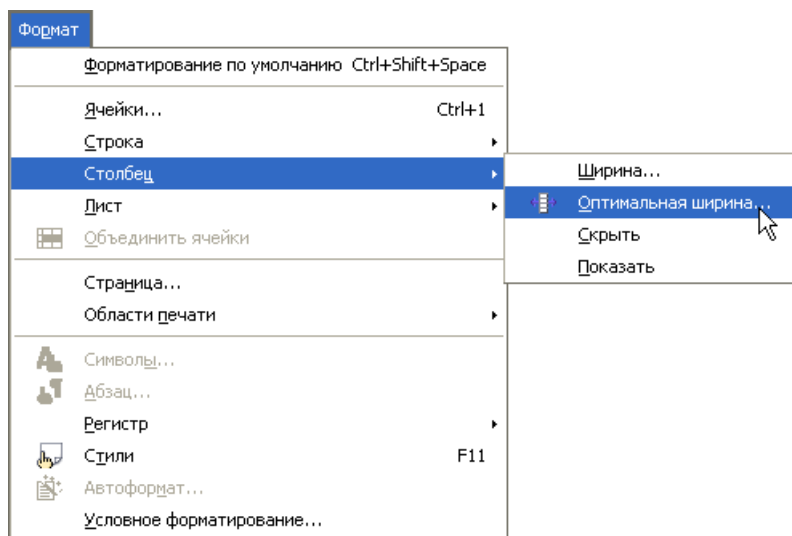 Формат
Форматирование по умолчанию Ctrl+Shift+Space
Ячейки... Ctrl+1
Строка
Столбец
Ширина...
Лист
Оптимальная ширина...
Объединить ячейки
Скрыть
Страница...
Показать
Области печати
Символы...
Абзац...
Регистр
Стили F11
Автоформат...
Условное форматирование...